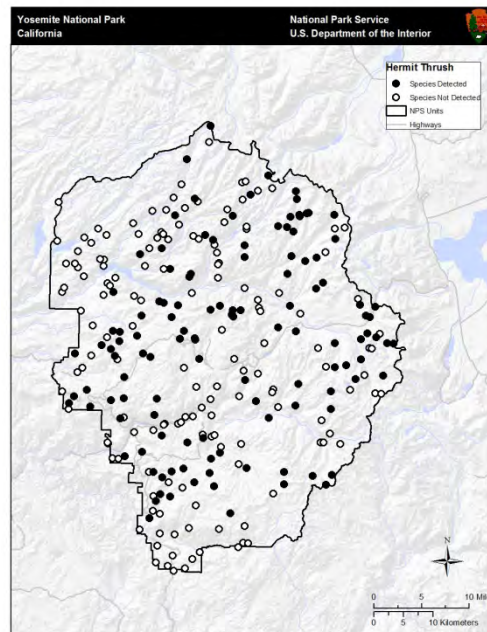 Yosemite National Park
California
National Park Service
U.S. Department of the Interior
Hermit Thrush
Species Detected
Species Not Detected
NPS Units
Highways
N
0 5 10 Mi
0 5 10 Kilometers